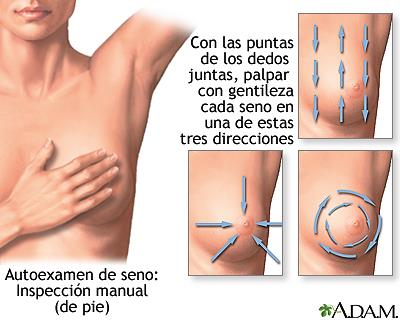 Con las puntas
de los dedos
juntas, palpar
con gentileza
cada seno en
una de estas
tres direcciones
Autoexamen de seno:
Inspección manual
(de pie)
ADAM.